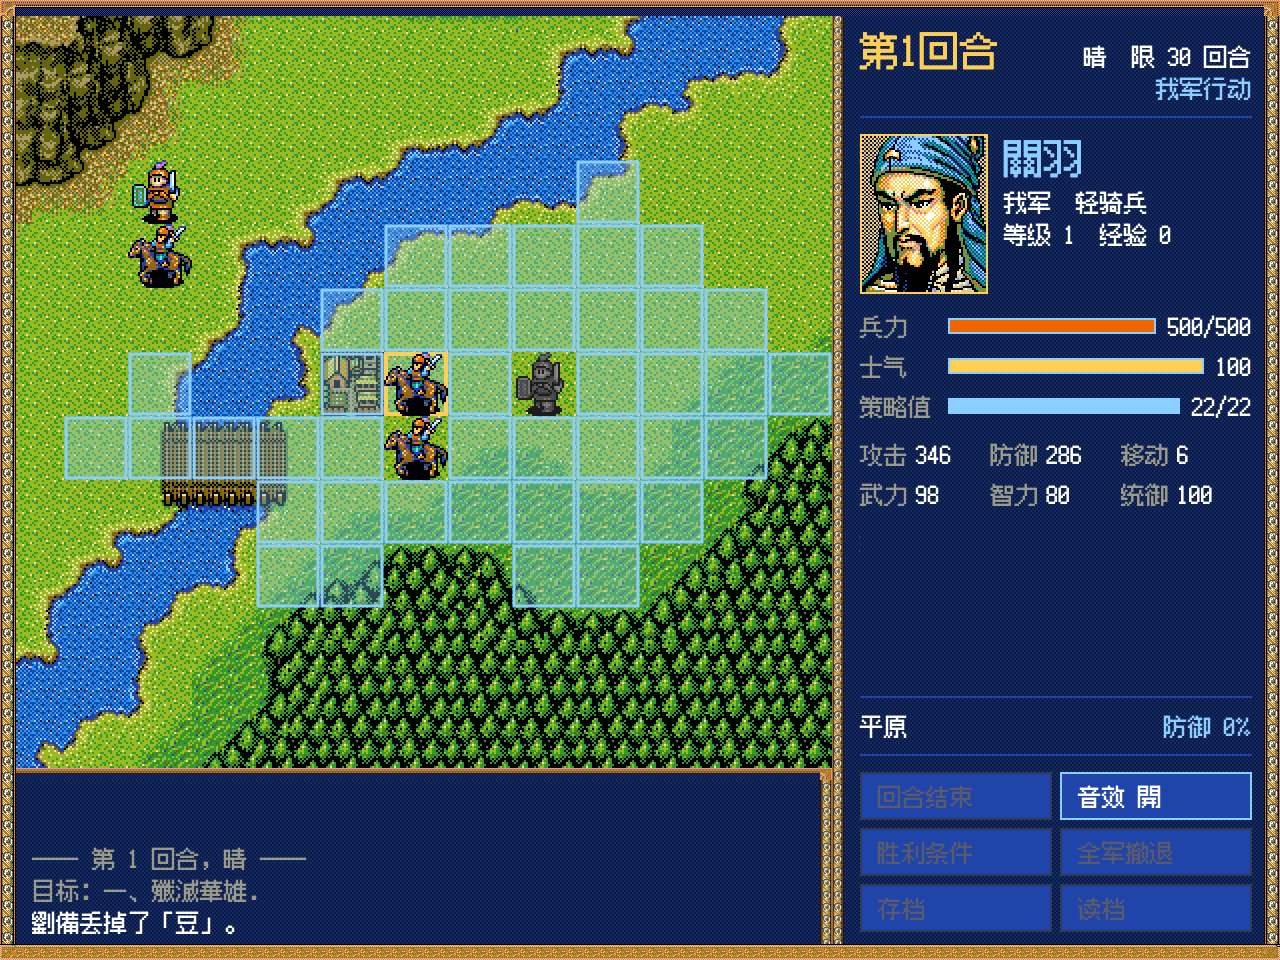 第1回合
晴 限 30 回合
我军行动
關羽
我军 轻骑兵
等级 1 经验 0
兵力 500/500
士气 100
策略值 22/22
攻击 346 防御 286 移动 6
武力 98 智力 80 统御 100
平原 防御 0%
回合结束 音效 開
胜利条件 全军撤退
存档 读档
—— 第 1 回合，晴 ——
目标：一、殲滅華雄．
劉備丢掉了「豆」。